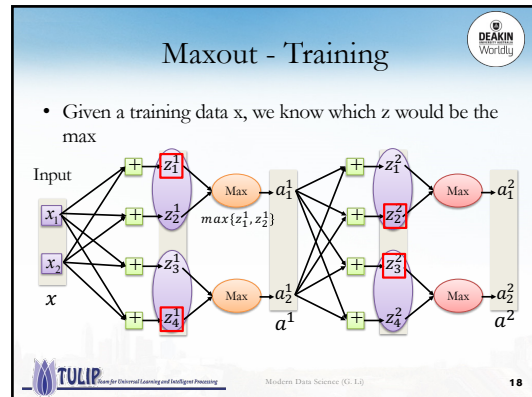 DEAKIN
UNIVERSITY AUSTRALIA
Worldly
Maxout - Training
• Given a training data x, we know which z would be the
max
Input
x₁
x₂
x
+
+
+
+
z₁¹
z₂¹
z₃¹
z₄¹
Max
Max
max{z₁¹, z₁²}
a₁¹
a₂¹
a¹
+
+
+
+
z₁²
z₂²
z₃²
z₄²
Max
Max
a₁²
a₂²
a²
TULIP Team for Universal Learning and Intelligent Processing
Modern Data Science (G. Li)
18